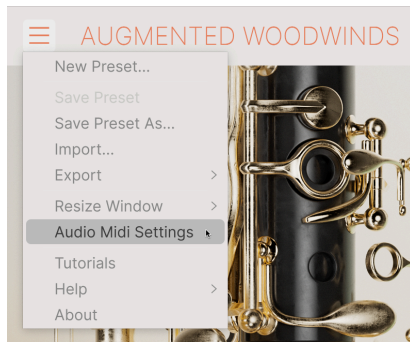 AUGMENTED WOODWINDS
New Preset...
Save Preset
Save Preset As...
Import...
Export
Resize Window
Audio Midi Settings
Tutorials
Help
About